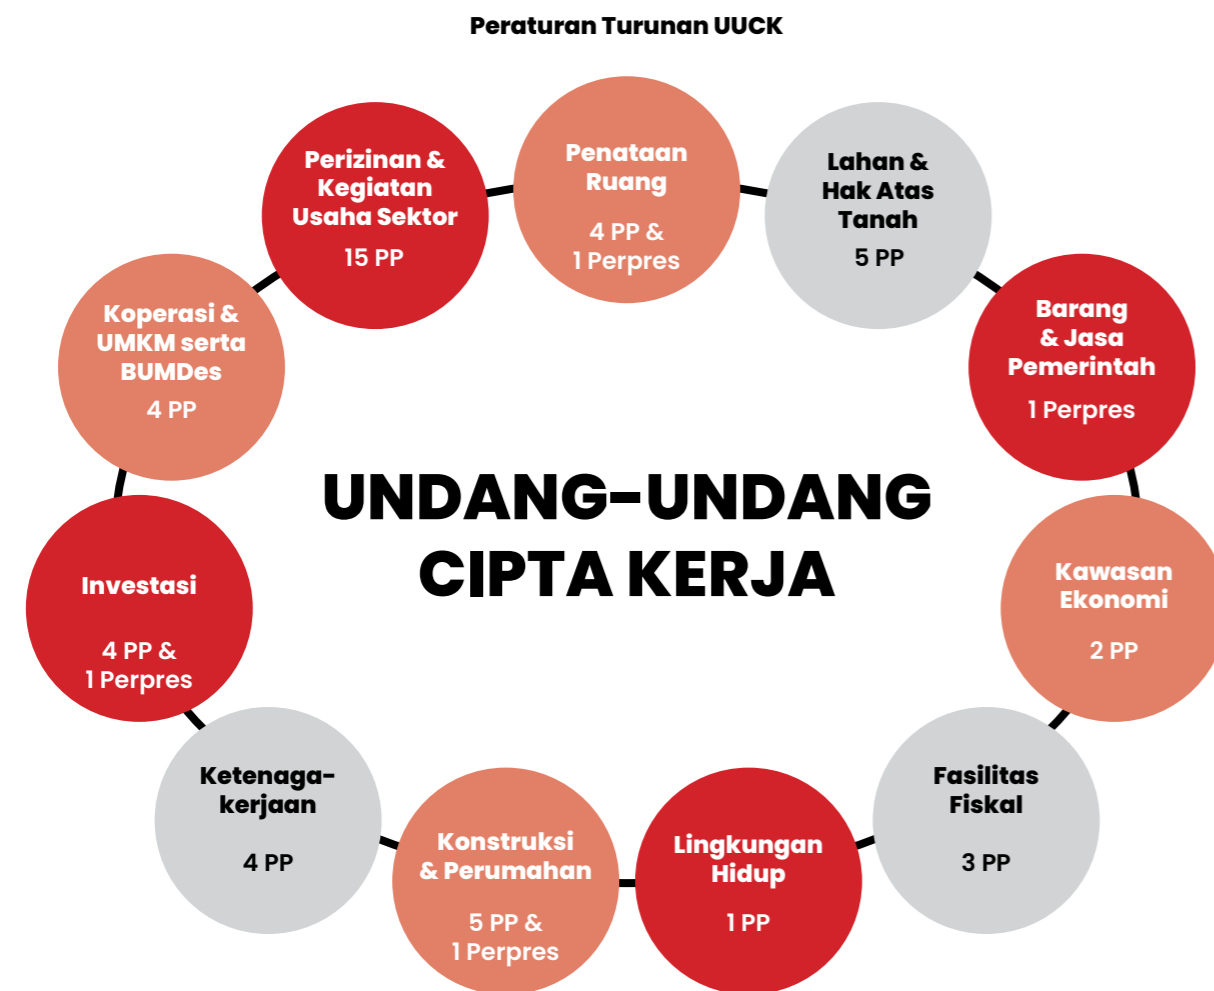 Peraturan Turunan UUCK
Penataan
Ruang
4 PP &
1 Perpres
Lahan &
Hak Atas
Tanah
5 PP
Barang
& Jasa
Pemerintah
1 Perpres
Kawasan
Ekonomi
2 PP
Fasilitas
Fiskal
3 PP
Lingkungan
Hidup
1 PP
Konstruksi
& Perumahan
5 PP &
1 Perpres
Ketenaga-
kerjaan
4 PP
Investasi
4 PP &
1 Perpres
Koperasi &
UMKM serta
BUMDes
4 PP
Perizinan &
Kegiatan
Usaha Sektor
15 PP
UNDANG-UNDANG
CIPTA KERJA